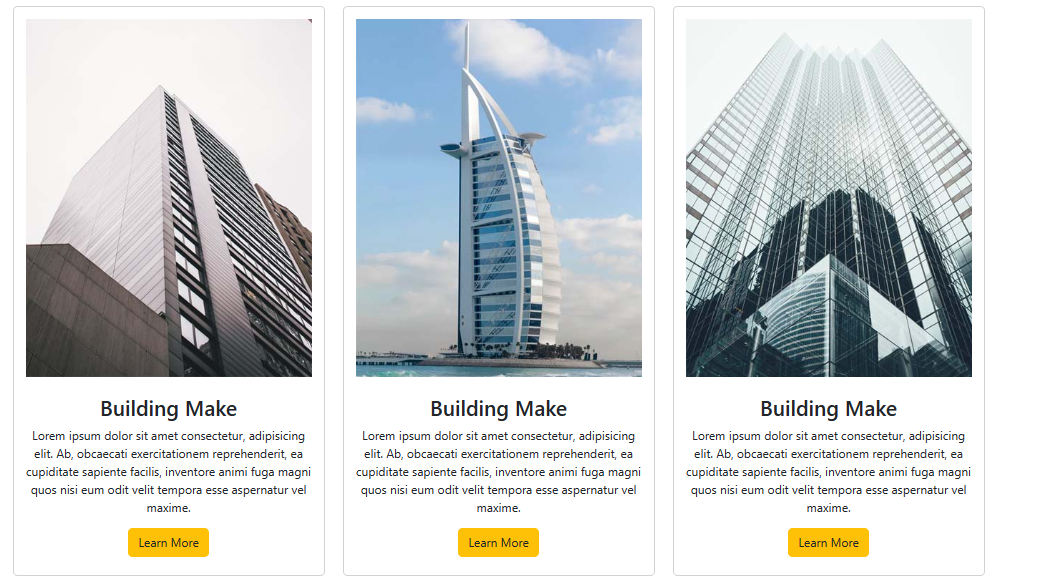 Building Make
Lorem ipsum dolor sit amet consectetur, adipisicing
elit. Ab, obcaecati exercitationem reprehenderit, ea
cupiditate sapiente facilis, inventore animi fuga magni
quos nisi eum odit velit tempora esse aspernatur vel
maxime.
Learn More
Building Make
Lorem ipsum dolor sit amet consectetur, adipisicing
elit. Ab, obcaecati exercitationem reprehenderit, ea
cupiditate sapiente facilis, inventore animi fuga magni
quos nisi eum odit velit tempora esse aspernatur vel
maxime.
Learn More
Building Make
Lorem ipsum dolor sit amet consectetur, adipisicing
elit. Ab, obcaecati exercitationem reprehenderit, ea
cupiditate sapiente facilis, inventore animi fuga magni
quos nisi eum odit velit tempora esse aspernatur vel
maxime.
Learn More